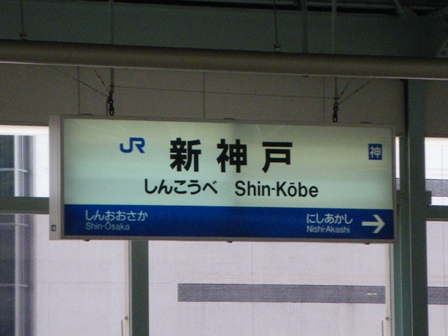 JR 新神戸 神
しんこうべ Shin-Kōbe
しんおおさか にしあかし
Shin-Ōsaka Nishi-Akashi